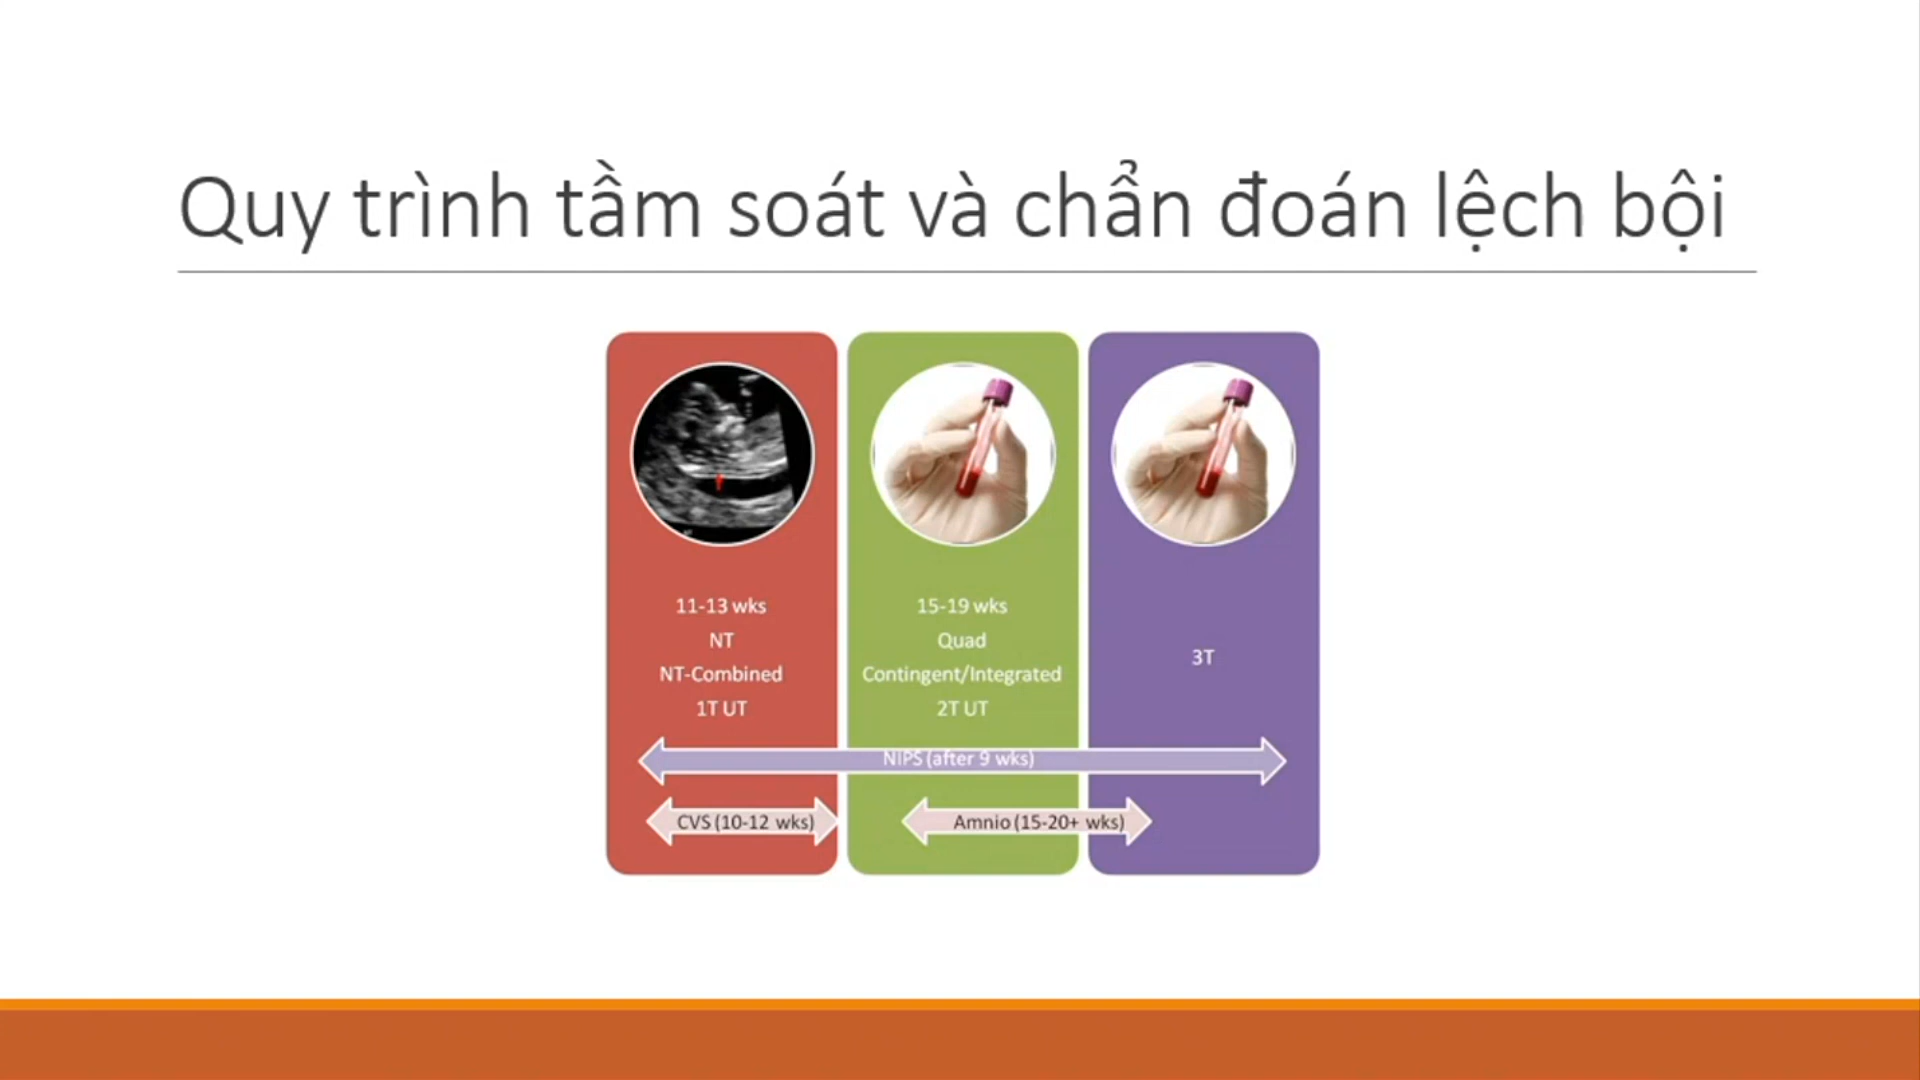 Quy trình tầm soát và chẩn đoán lệch bội
11-13 wks
NT
NT-Combined
1T UT
15-19 wks
Quad
Contingent/Integrated
2T UT
3T
NIPS (after 9 wks)
CVS (10-12 wks)
Amnio (15-20+ wks)